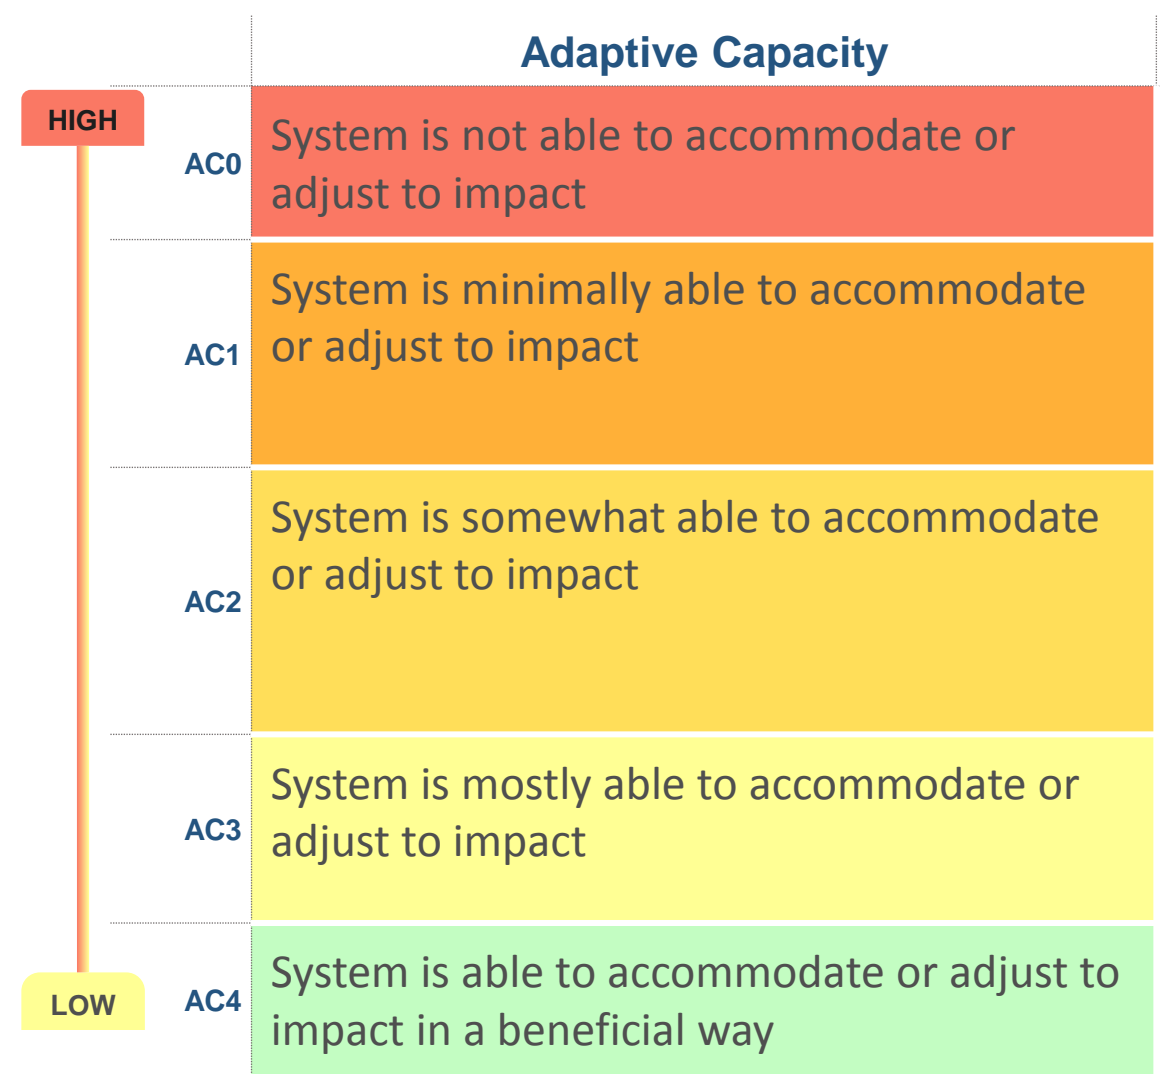 Adaptive Capacity
HIGH
AC0
System is not able to accommodate or
adjust to impact
AC1
System is minimally able to accommodate
or adjust to impact
AC2
System is somewhat able to accommodate
or adjust to impact
AC3
System is mostly able to accommodate or
adjust to impact
LOW
AC4
System is able to accommodate or adjust to
impact in a beneficial way